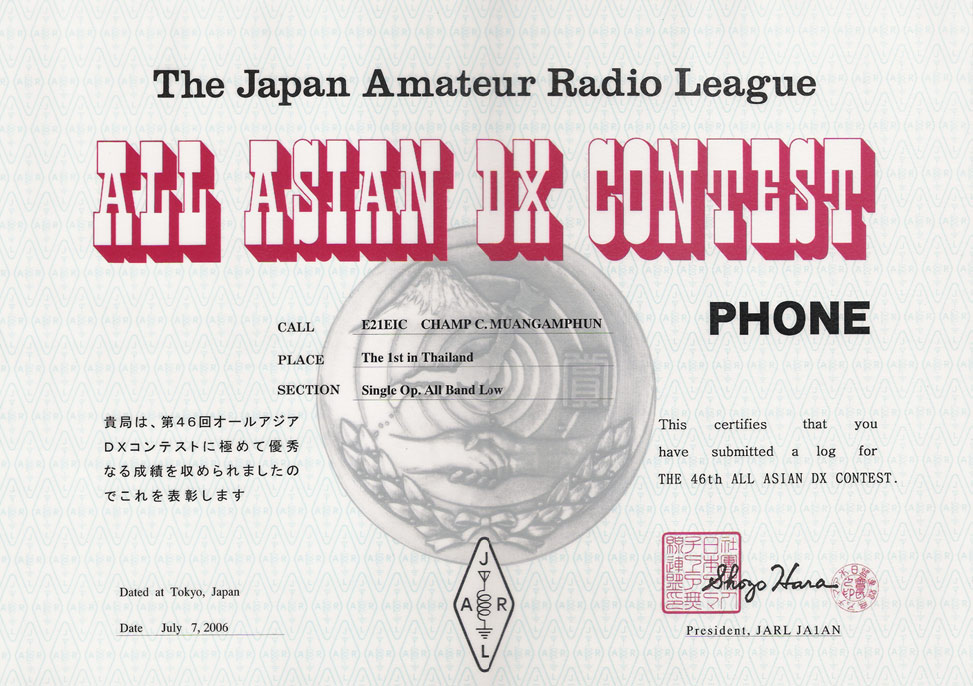 The Japan Amateur Radio League
ALL ASIAN DX CONTEST
PHONE
CALL E21EIC CHAMP C. MUANGAMPHUN
PLACE The 1st in Thailand
SECTION Single Op. All Band Low
貴局は、第46回オールアジア
DXコンテストに極めて優秀
なる成績を収められましたの
でこれを表彰します
This certifies that you
have submitted a log for
THE 46th ALL ASIAN DX CONTEST.
Dated at Tokyo, Japan
Date July 7, 2006
J
A R
L
Shozo Hara
President, JARL JA1AN